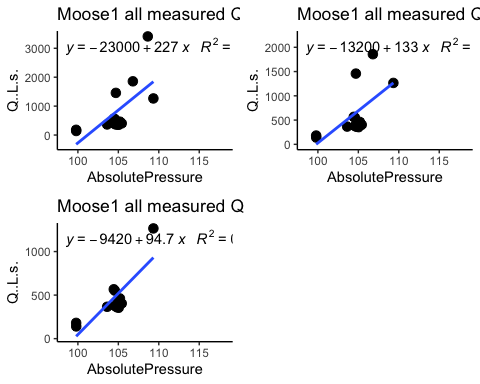 Moose1 all measured Q
y = − 23000 + 227 x R² =
3000
2000
1000
0
Q..L.s.
100 105 110 115
AbsolutePressure
Moose1 all measured Q
y = − 13200 + 133 x R² =
2000
1500
1000
500
0
Q..L.s.
100 105 110 115
AbsolutePressure
Moose1 all measured Q
y = − 9420 + 94.7 x R² =
1000
500
0
Q..L.s.
100 105 110 115
AbsolutePressure